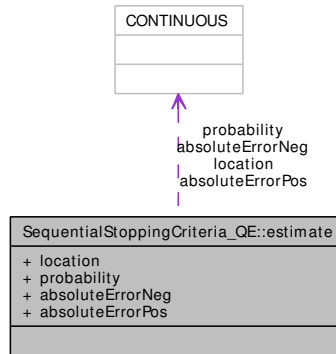 CONTINUOUS
probability
absoluteErrorNeg
location
absoluteErrorPos
SequentialStoppingCriteria_QE::estimate
+ location
+ probability
+ absoluteErrorNeg
+ absoluteErrorPos